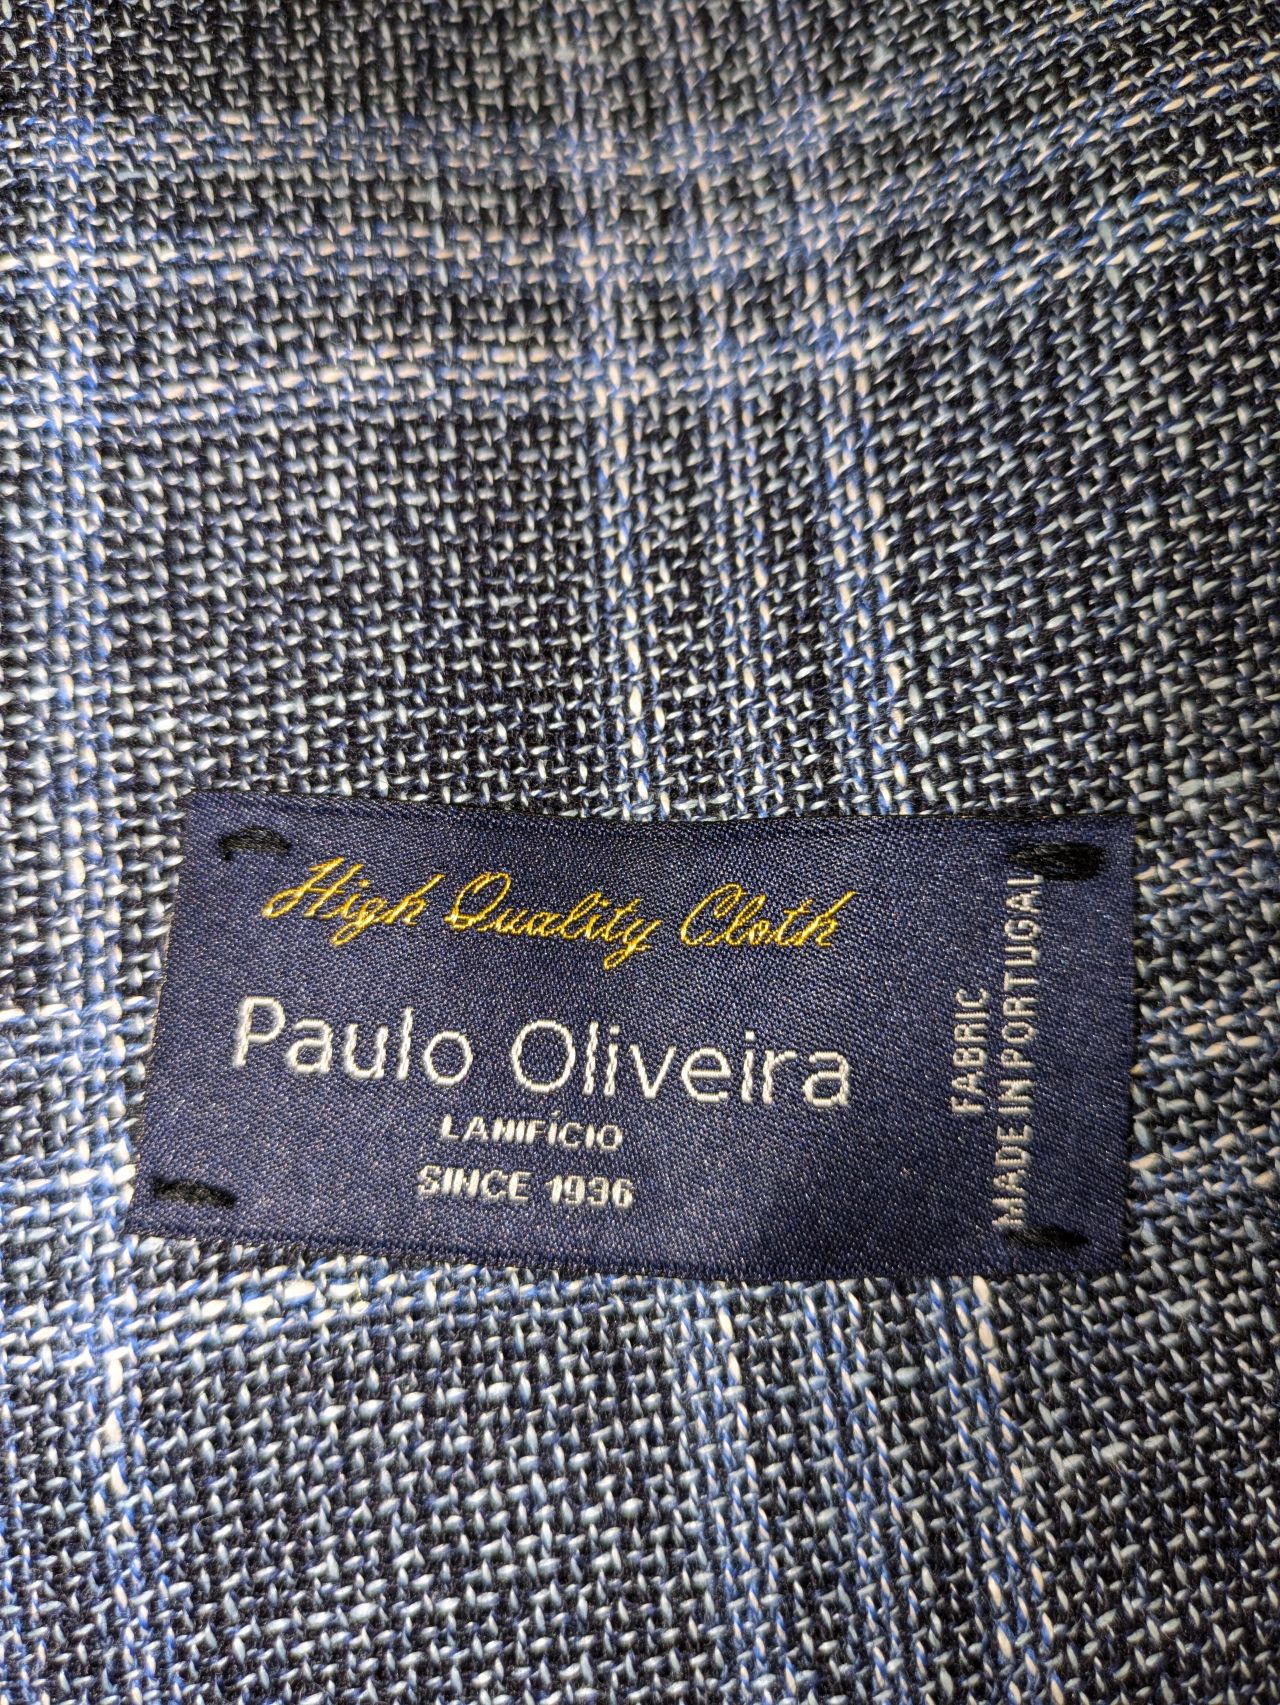 High Quality Cloth
Paulo Oliveira
LANIFÍCIO
SINCE 1936
FABRIC
MADE IN PORTUGAL